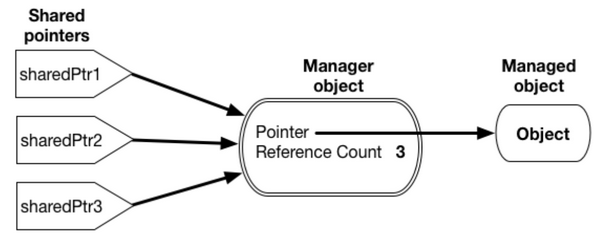 Shared
pointers
sharedPtr1
sharedPtr2
sharedPtr3
Manager
object
Pointer
Reference Count 3
Managed
object
Object